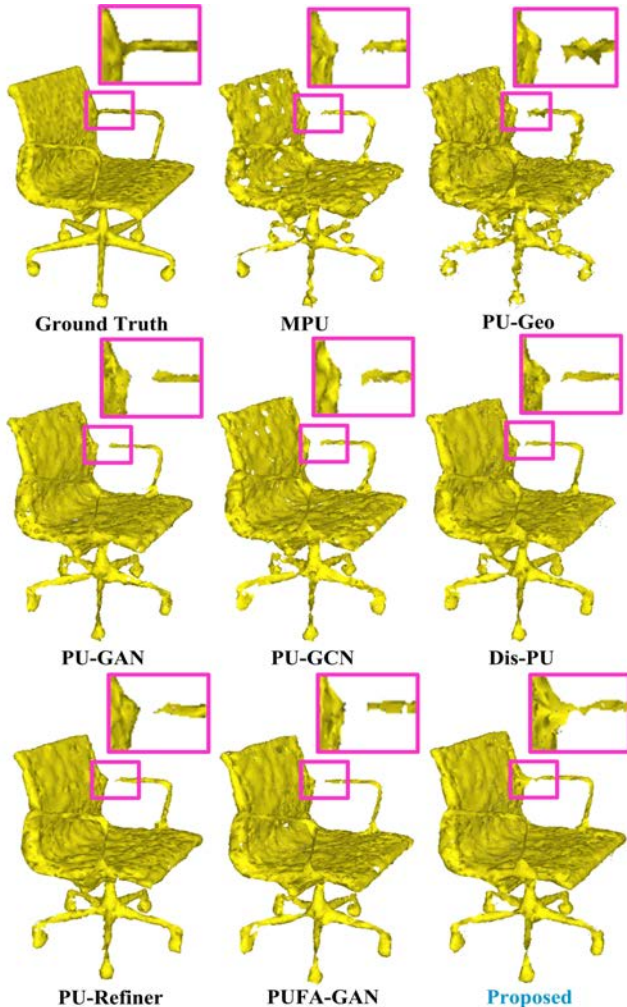 Ground Truth
MPU
PU-Geo
PU-GAN
PU-GCN
Dis-PU
PU-Refiner
PUFA-GAN
Proposed